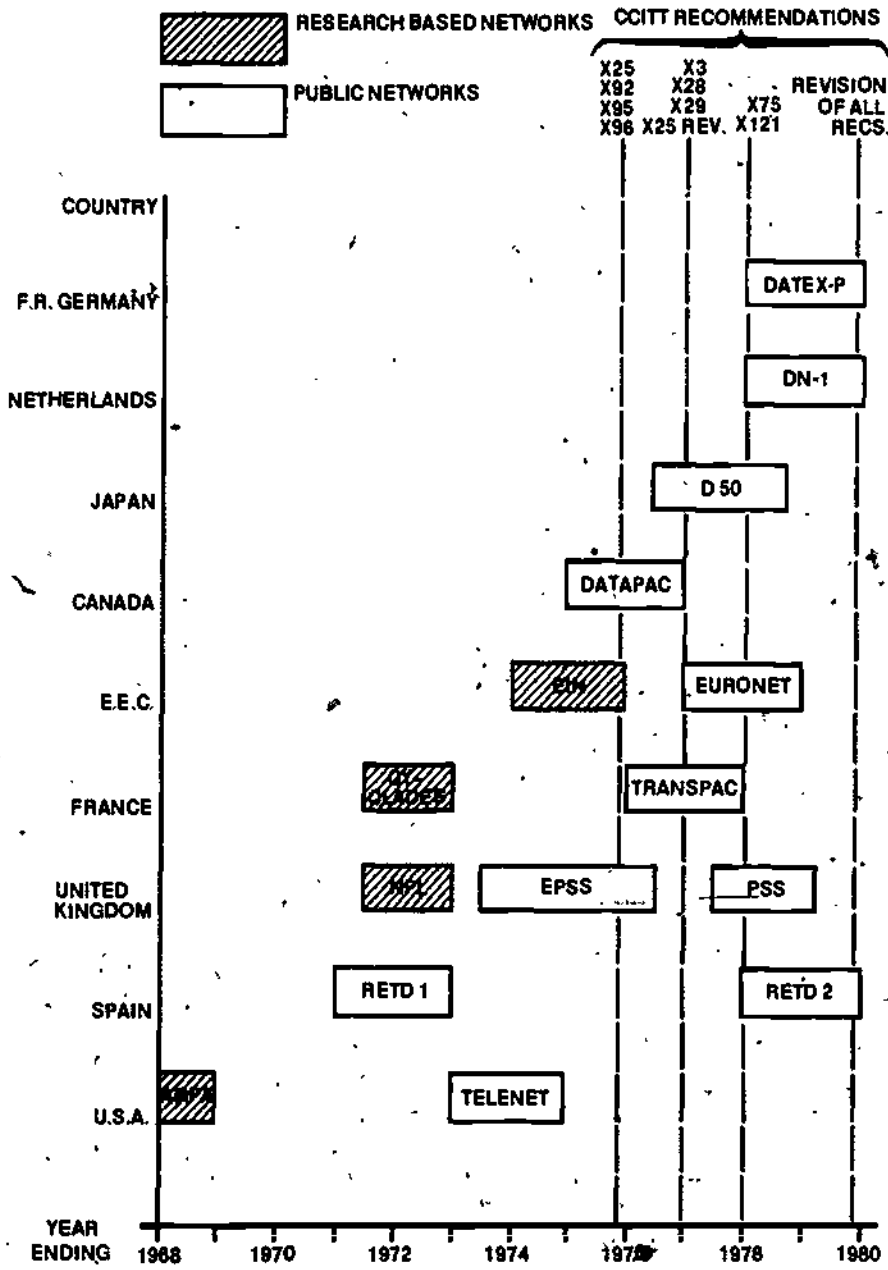 RESEARCH BASED NETWORKS
PUBLIC NETWORKS
CCITT RECOMMENDATIONS
X25
X92
X95
X96
X3
X28
X29
X25 REV.
X75
X121
REVISION
OF ALL
RECS.
COUNTRY
F.R. GERMANY
DATEX-P
NETHERLANDS
DN-1
JAPAN
D 50
CANADA
DATAPAC
E.E.C.
EIN
EURONET
FRANCE
TRANSPAC
UNITED
KINGDOM
NPL
EPSS
PSS
SPAIN
RETD 1
RETD 2
U.S.A.
TELENET
YEAR
ENDING
1968
1970
1972
1974
1976
1978
1980